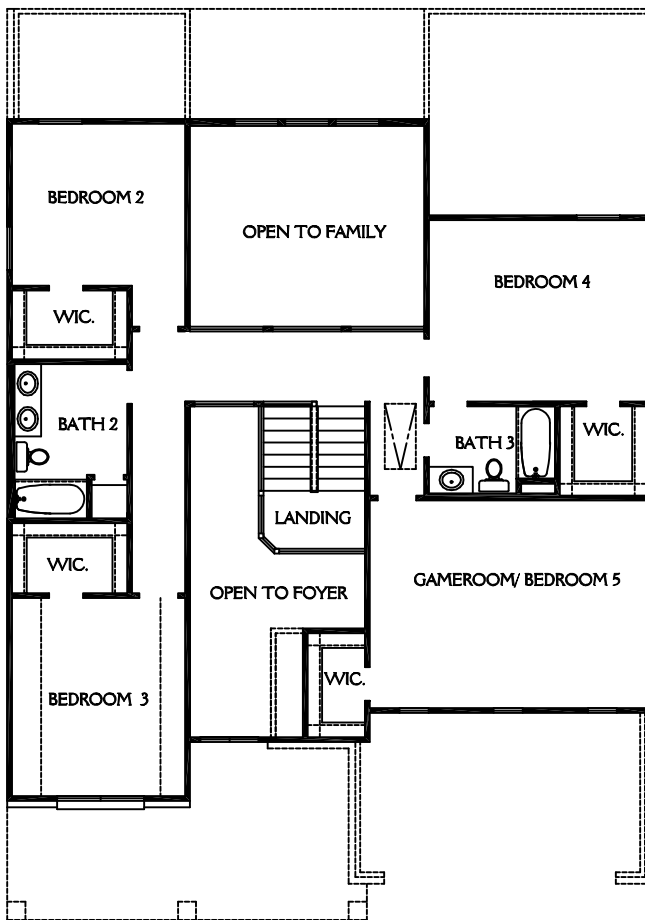 BEDROOM 2
OPEN TO FAMILY
BEDROOM 4
WIC.
BATH 2
BATH 3
WIC.
LANDING
WIC.
OPEN TO FOYER
GAMEROOM/ BEDROOM 5
WIC.
BEDROOM 3